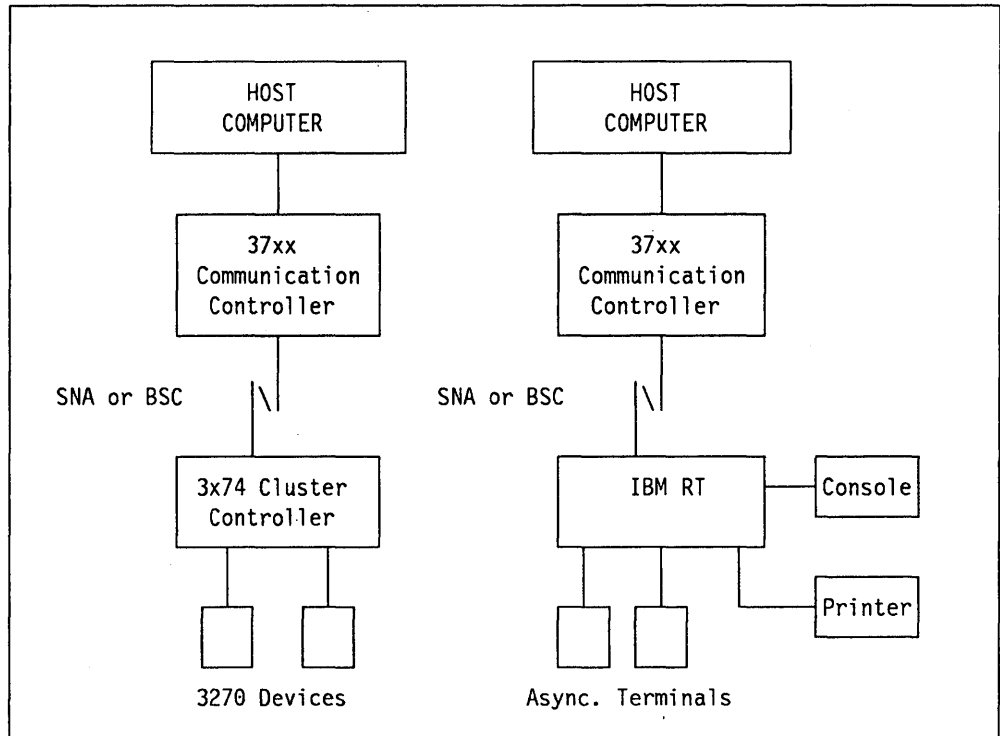 HOST
COMPUTER
37xx
Communication
Controller
SNA or BSC
3x74 Cluster
Controller
3270 Devices
HOST
COMPUTER
37xx
Communication
Controller
SNA or BSC
IBM RT
Console
Printer
Async. Terminals